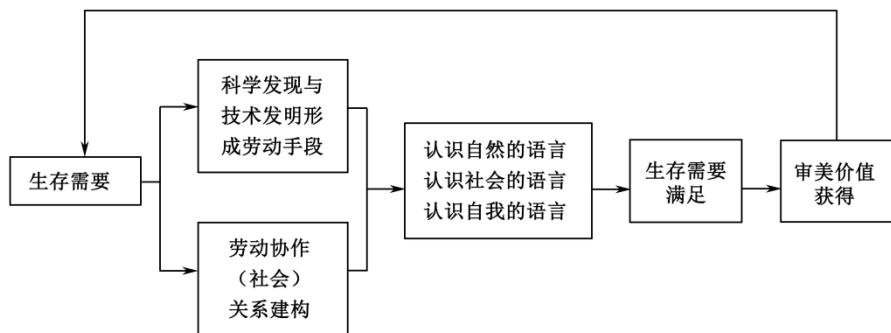 生存需要
科学发现与
技术发明形
成劳动手段
劳动协作
（社会）
关系建构
认识自然的语言
认识社会的语言
认识自我的语言
生存需要
满足
审美价值
获得